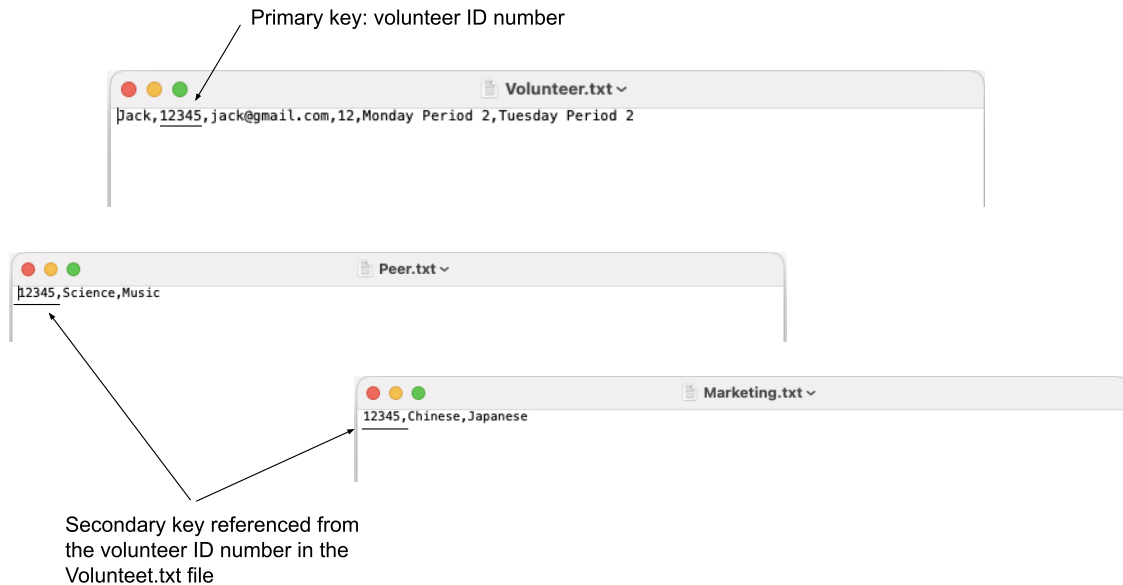 Primary key: volunteer ID number
Volunteer.txt
Jack,12345,jack@gmail.com,12,Monday Period 2,Tuesday Period 2
Peer.txt
12345,Science,Music
Marketing.txt
12345,Chinese,Japanese
Secondary key referenced from
the volunteer ID number in the
Volunteet.txt file